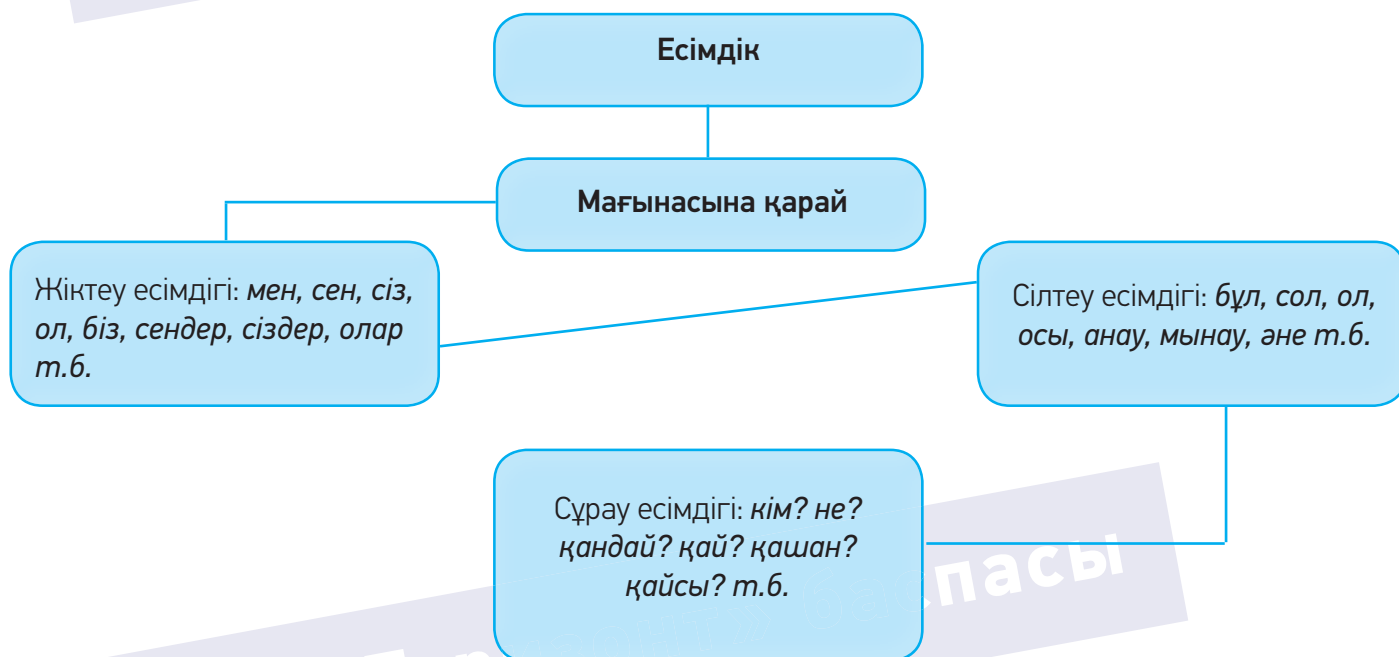 Есімдік
Мағынасына қарай
Жіктеу есімдігі: мен, сен, сіз,
ол, біз, сендер, сіздер, олар
т.б.
Сілтеу есімдігі: бұл, сол, ол,
осы, анау, мынау, әне т.б.
Сұрау есімдігі: кім? не?
қандай? қай? қашан?
қайсы? т.б.